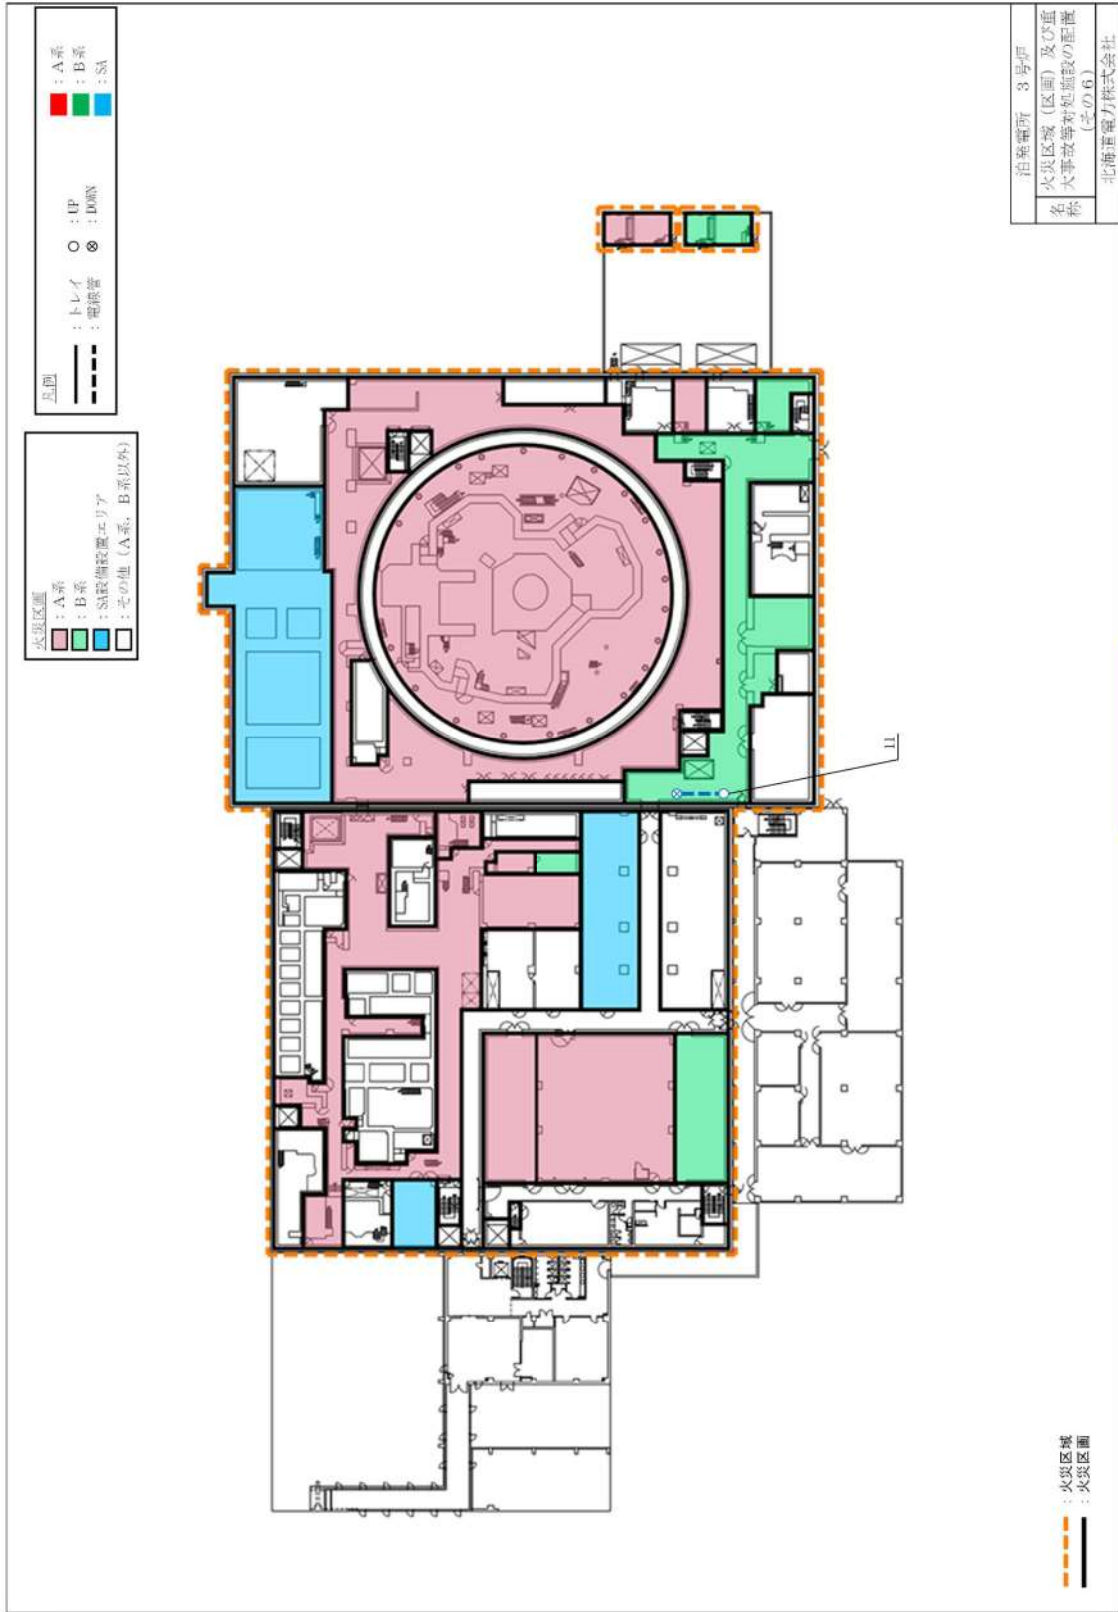 火災区画
：A系
：B系
：SA設備設置エリア
：その他（A系，B系以外）
凡例
：トレイ
：電線管
：UP
：DOWN
：A系
：B系
：SA
11
：火災区域
：火災区画
泊発電所　3号炉
名称
火災区域（区画）及び重
大事故等対処施設の配置
（その6）
北海道電力株式会社